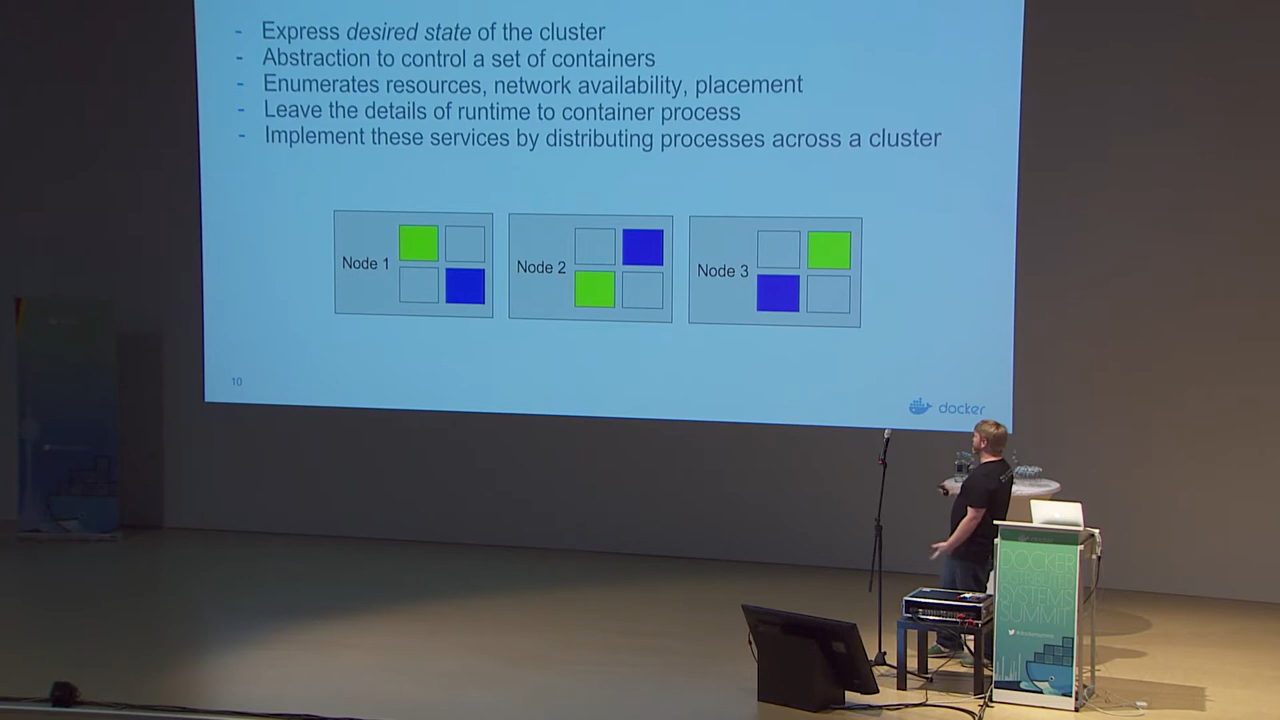 - Express desired state of the cluster
- Abstraction to control a set of containers
- Enumerates resources, network availability, placement
- Leave the details of runtime to container process
- Implement these services by distributing processes across a cluster
Node 1
Node 2
Node 3
10
docker
docker
DOCKER
DISTRIBUTED
SYSTEMS
SUMMIT